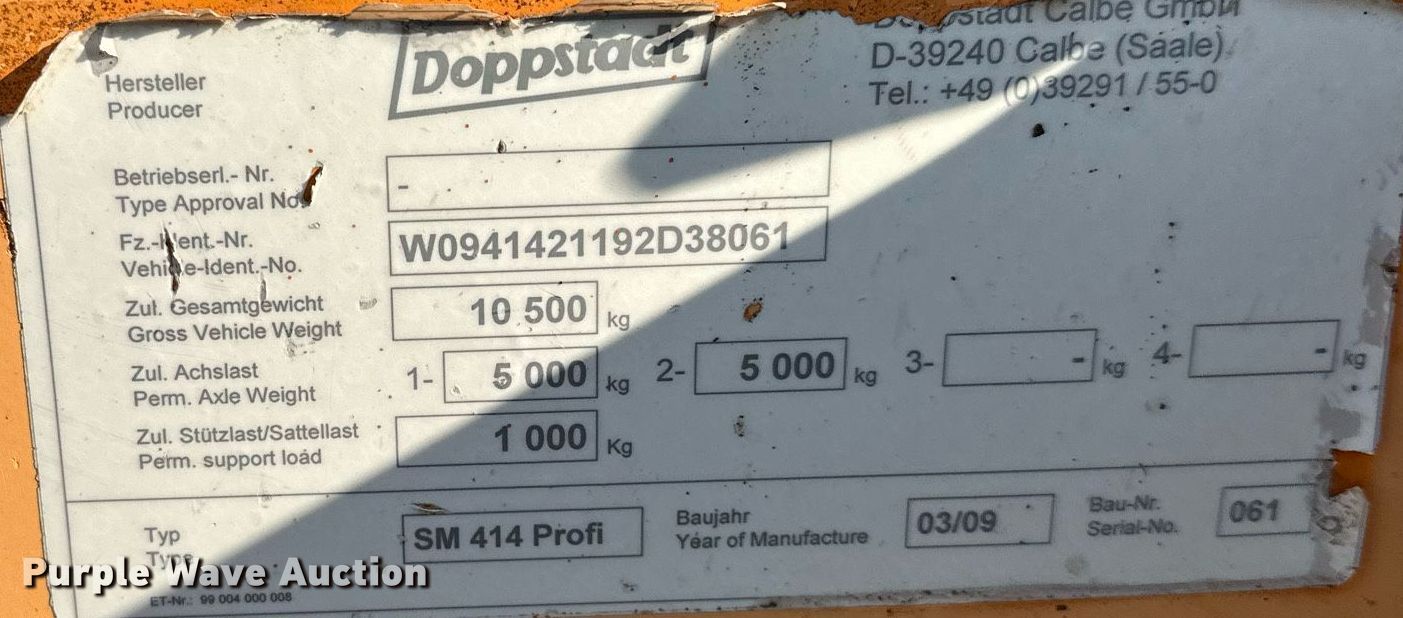 Hersteller
Producer
Doppstadt
Doppstadt Calbe GmbH
D-39240 Calbe (Saale)
Tel.: +49 (0)39291 / 55-0
Betriebserl.- Nr.
Type Approval No.
-
Fz.-Ident.-Nr.
Vehicle-Ident.-No.
W0941421192D38061
Zul. Gesamtgewicht
Gross Vehicle Weight
10 500 kg
Zul. Achslast
Perm. Axle Weight
1- 5 000 kg 2- 5 000 kg 3- - kg 4- - kg
Zul. Stützlast/Sattellast
Perm. support load
1 000 Kg
Typ
Type
SM 414 Profi
Baujahr
Year of Manufacture
03/09
Bau-Nr.
Serial-No.
061
ET-Nr.: 99 004 000 008
Purple Wave Auction